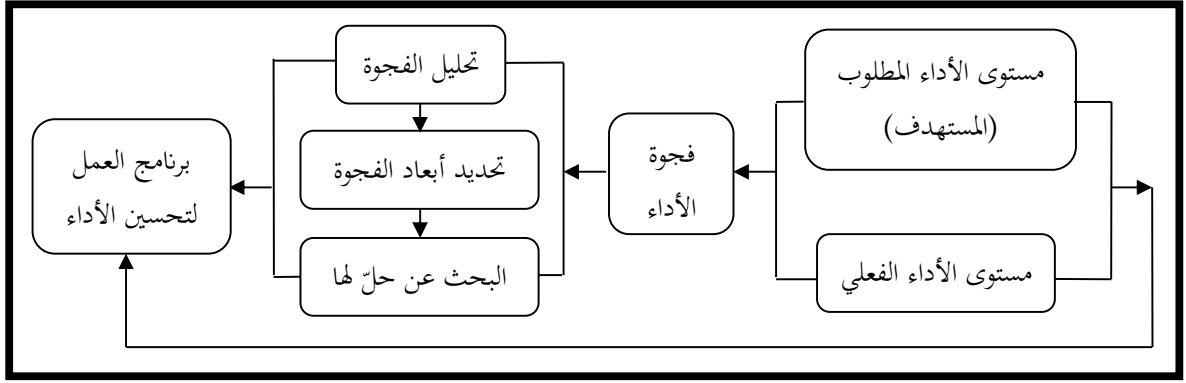 مستوى الأداء المطلوب
(المستهدف)
مستوى الأداء الفعلي
فجوة
الأداء
تحليل الفجوة
تحديد أبعاد الفجوة
البحث عن حلّ لها
برنامج العمل
لتحسين الأداء